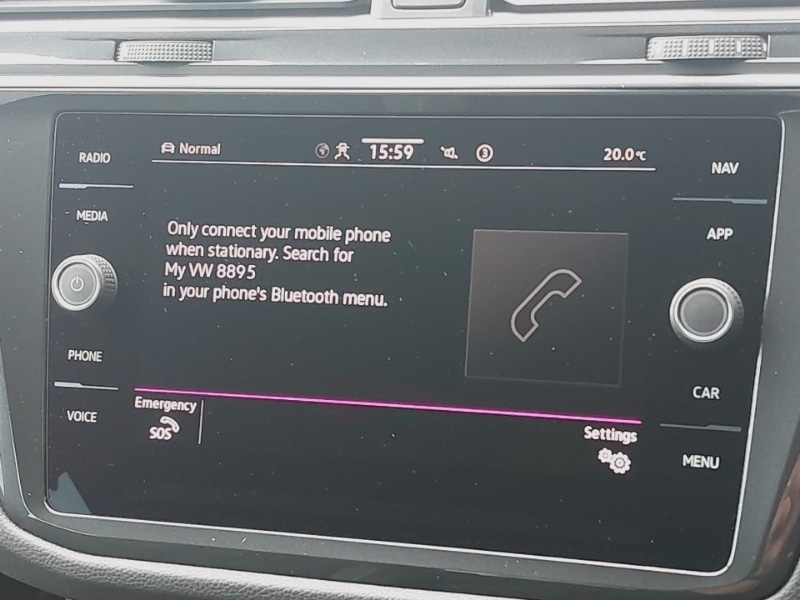 RADIO
MEDIA
PHONE
VOICE
Normal
15:59
3
20.0°C
Only connect your mobile phone
when stationary. Search for
My VW 8895
in your phone's Bluetooth menu.
Emergency
SOS
Settings
NAV
APP
CAR
MENU